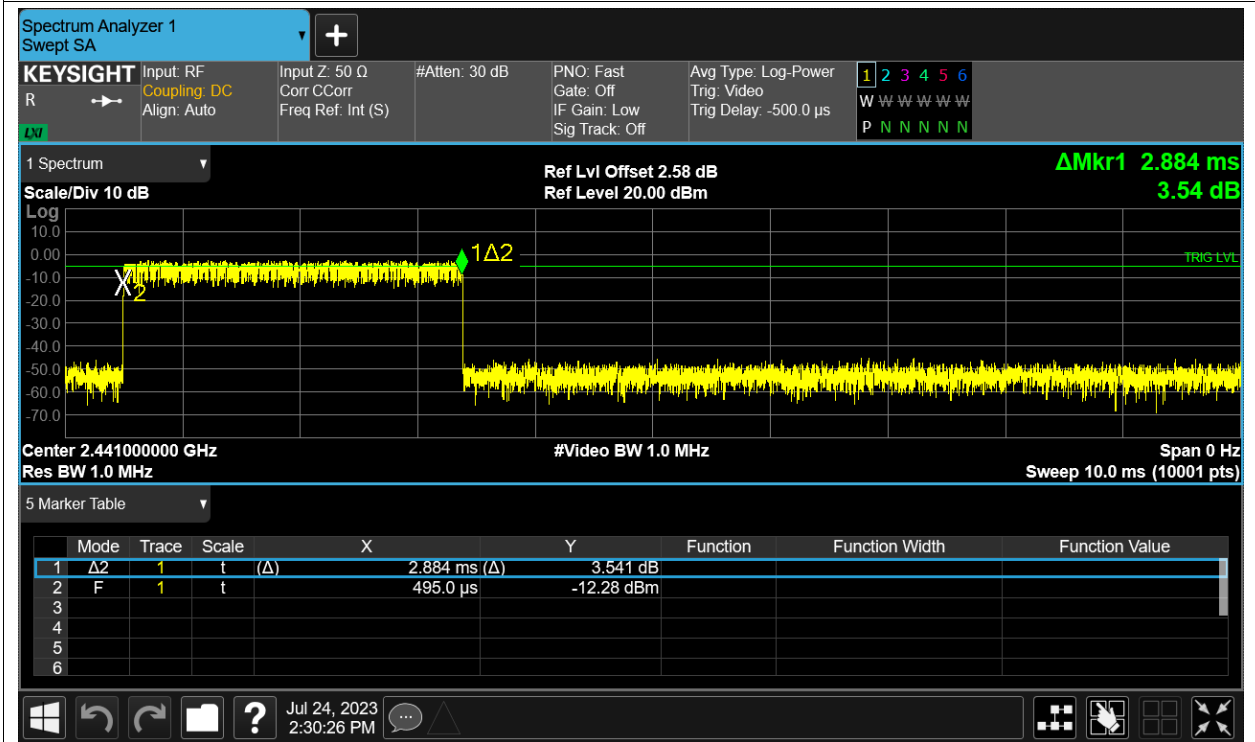 Spectrum Analyzer 1
Swept SA
KEYSIGHT
R
LXI
Input: RF
Coupling: DC
Align: Auto
Input Z: 50 Ω
Corr CCorr
Freq Ref: Int (S)
#Atten: 30 dB
PNO: Fast
Gate: Off
IF Gain: Low
Sig Track: Off
Avg Type: Log-Power
Trig: Video
Trig Delay: -500.0 µs
1 2 3 4 5 6
W W W W W W
P N N N N N
1 Spectrum
Scale/Div 10 dB
Ref Lvl Offset 2.58 dB
Ref Level 20.00 dBm
ΔMkr1 2.884 ms
3.54 dB
Log
10.0
0.00
-10.0
-20.0
-30.0
-40.0
-50.0
-60.0
-70.0
1Δ2
X2
TRIG LVL
Center 2.441000000 GHz
#Video BW 1.0 MHz
Span 0 Hz
Res BW 1.0 MHz
Sweep 10.0 ms (10001 pts)
5 Marker Table
Mode Trace Scale X Y Function Function Width Function Value
1 Δ2 1 t (Δ) 2.884 ms (Δ) 3.541 dB
2 F 1 t 495.0 µs -12.28 dBm
3
4
5
6
?
Jul 24, 2023
2:30:26 PM